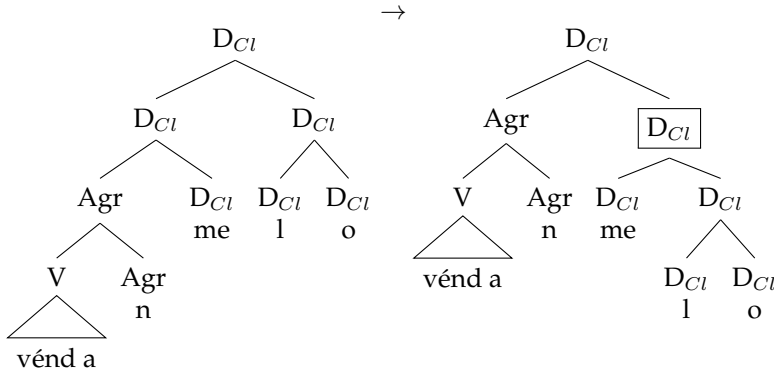 →
D_Cl D_Cl
D_Cl D_Cl Agr D_Cl
Agr D_Cl D_Cl D_Cl V Agr D_Cl D_Cl
me l o n me
V Agr vénd a D_Cl D_Cl
n l o
vénd a